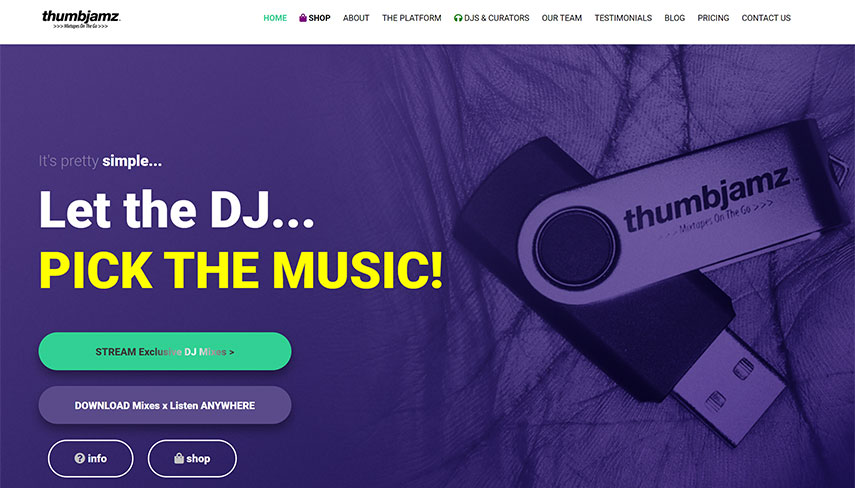 thumbjamz
>>> Mixtapes On The Go >>>
HOME SHOP ABOUT THE PLATFORM DJS & CURATORS OUR TEAM TESTIMONIALS BLOG PRICING CONTACT US
It's pretty simple...
Let the DJ...
PICK THE MUSIC!
thumbjamz
>>> Mixtapes On The Go >>>
STREAM Exclusive DJ Mixes >
DOWNLOAD Mixes x Listen ANYWHERE
info shop